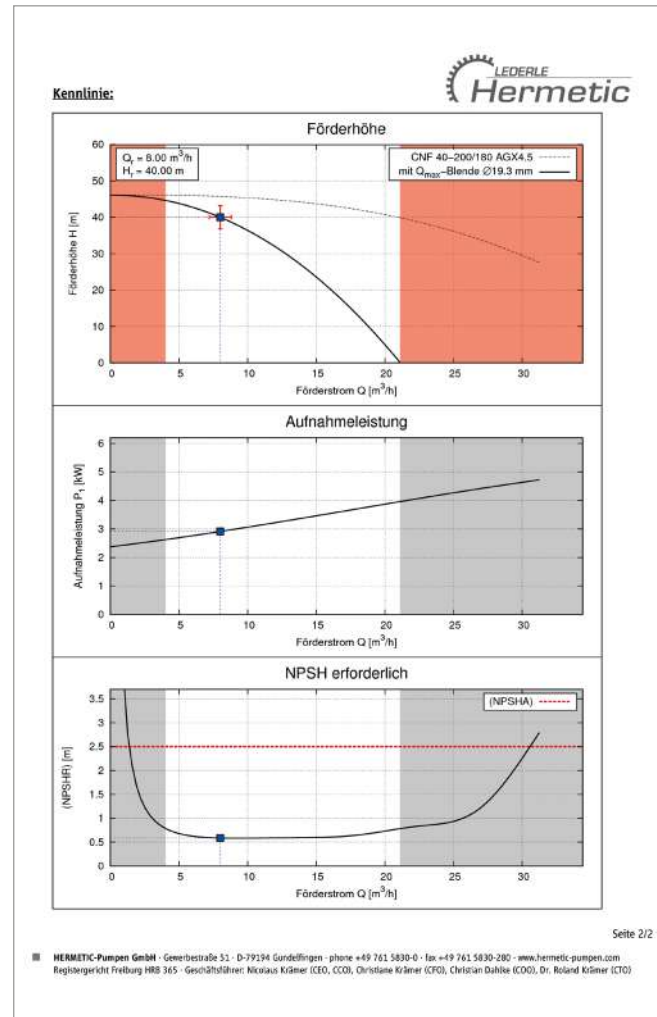 LEDERLE
Hermetic
Kennlinie:
Förderhöhe
Qr = 8.00 m³/h
Hr = 40.00 m
CNF 40–200/180 AGX4.5
mit Qmax–Blende Ø19.3 mm
Förderhöhe H [m]
60
50
40
30
20
10
0
0 5 10 15 20 25 30
Förderstrom Q [m³/h]
Aufnahmeleistung
Aufnahmeleistung P₁ [kW]
6
5
4
3
2
1
0
0 5 10 15 20 25 30
Förderstrom Q [m³/h]
NPSH erforderlich
(NPSHA)
(NPSHR) [m]
3.5
3
2.5
2
1.5
1
0.5
0
0 5 10 15 20 25 30
Förderstrom Q [m³/h]
Seite 2/2
HERMETIC-Pumpen GmbH · Gewerbestraße 51 · D-79194 Gundelfingen · phone +49 761 5830-0 · fax +49 761 5830-280 · www.hermetic-pumpen.com
Registergericht Freiburg HRB 365 · Geschäftsführer: Nicolaus Krämer (CEO, CCO), Christiane Krämer (CFO), Christian Dahlke (COO), Dr. Roland Krämer (CTO)